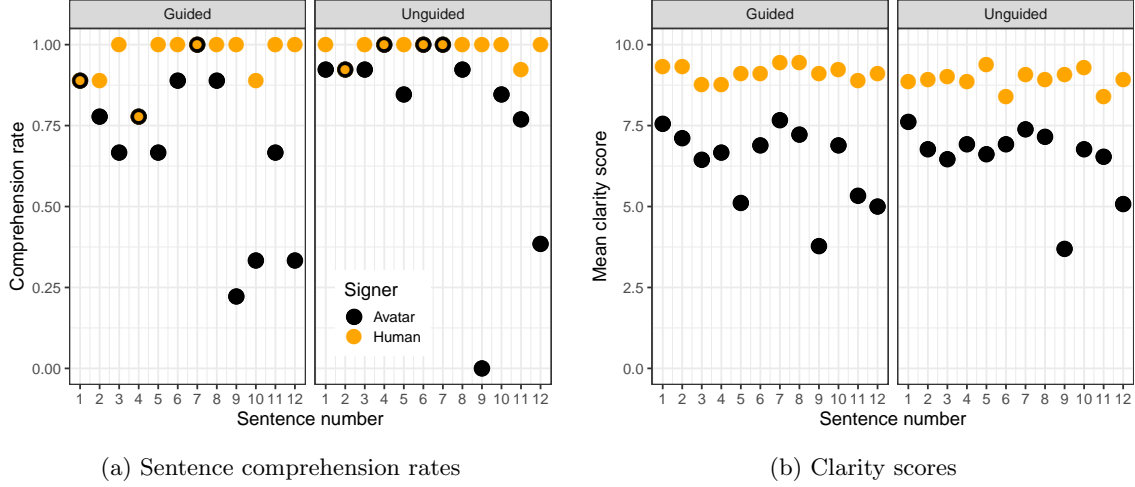 Guided Unguided
1.00
0.75
0.50
0.25
0.00
Comprehension rate
Signer
Avatar
Human
1 2 3 4 5 6 7 8 9 10 11 12 1 2 3 4 5 6 7 8 9 10 11 12
Sentence number
(a) Sentence comprehension rates
Guided Unguided
10.0
7.5
5.0
2.5
0.0
Mean clarity score
1 2 3 4 5 6 7 8 9 10 11 12 1 2 3 4 5 6 7 8 9 10 11 12
Sentence number
(b) Clarity scores